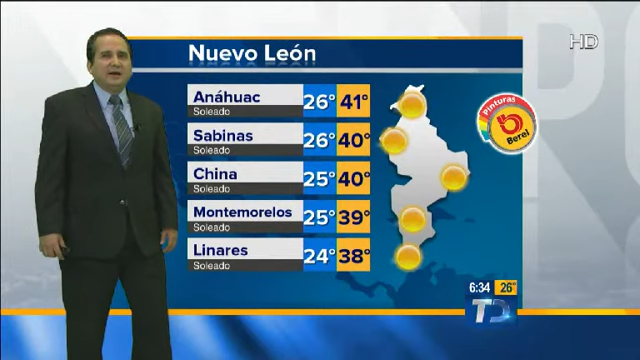 HD
Nuevo León
Anáhuac 26° 41°
Soleado
Sabinas 26° 40°
Soleado
China 25° 40°
Soleado
Montemorelos 25° 39°
Soleado
Linares 24° 38°
Soleado
Pinturas
Berel
6:34 26°
TD